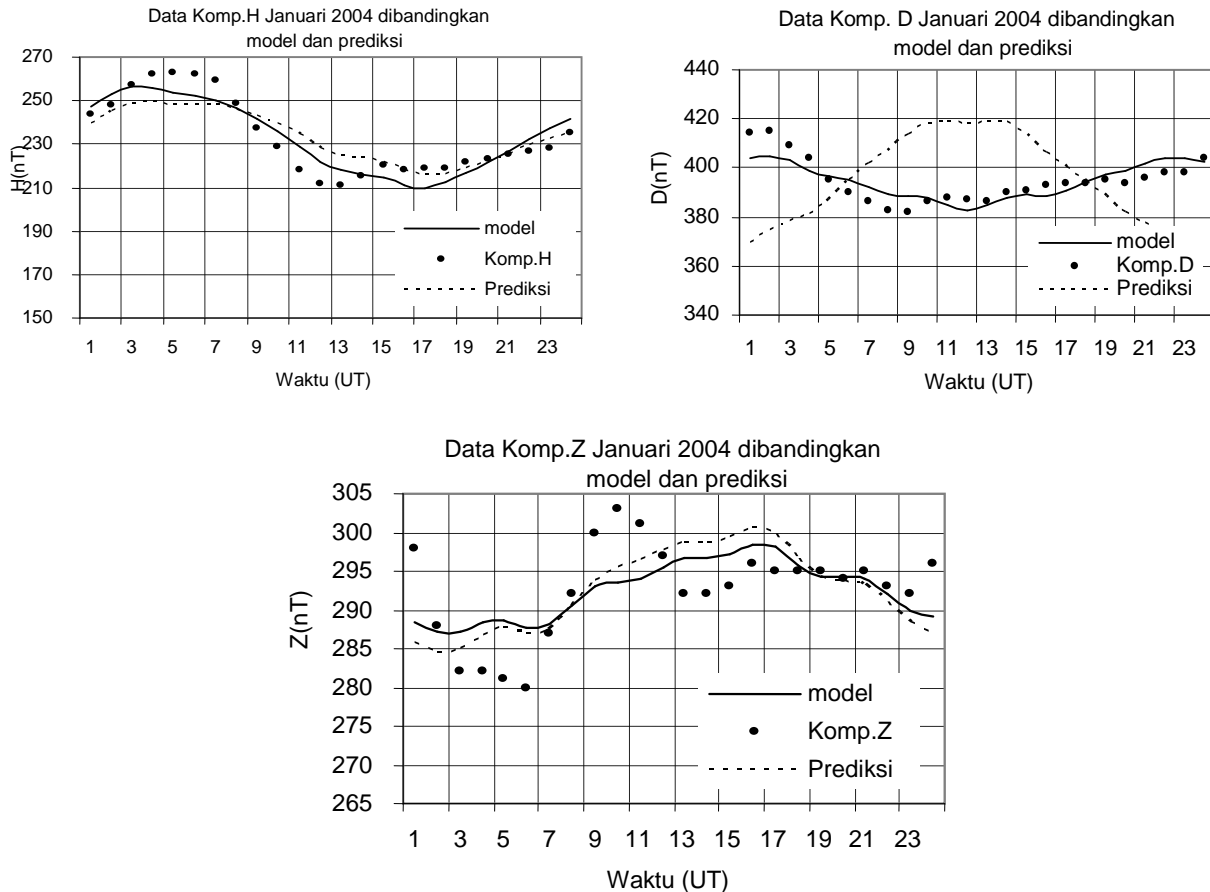 Data Komp.H Januari 2004 dibandingkan
model dan prediksi
270
250
230
210
190
170
150
H(nT)
model
Komp.H
Prediksi
1 3 5 7 9 11 13 15 17 19 21 23
Waktu (UT)
Data Komp. D Januari 2004 dibandingkan
model dan prediksi
440
420
400
380
360
340
D(nT)
model
Komp.D
Prediksi
1 3 5 7 9 11 13 15 17 19 21 23
Waktu (UT)
Data Komp.Z Januari 2004 dibandingkan
model dan prediksi
305
300
295
290
285
280
275
270
265
Z(nT)
model
Komp.Z
Prediksi
1 3 5 7 9 11 13 15 17 19 21 23
Waktu (UT)